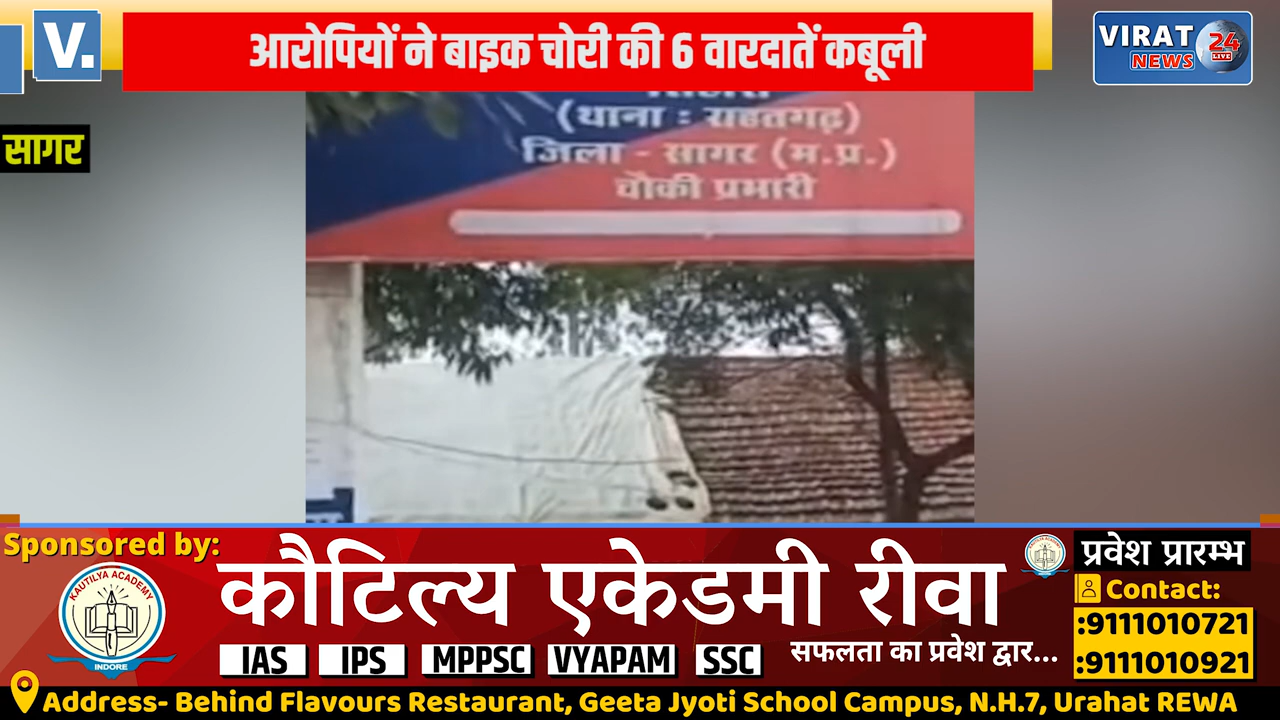 V.
आरोपियों ने बाइक चोरी की 6 वारदातें कबूली
VIRAT
NEWS
24
LIVE
सागर
(थाना : राहतगढ़)
जिला - सागर (म.प्र.)
चौकी प्रभारी
Sponsored by:
KAUTILYA ACADEMY
INDORE
कौटिल्य एकेडमी रीवा
IAS IPS MPPSC VYAPAM SSC
सफलता का प्रवेश द्वार...
प्रवेश प्रारम्भ
Contact:
:9111010721
:9111010921
Address- Behind Flavours Restaurant, Geeta Jyoti School Campus, N.H.7, Urahat REWA